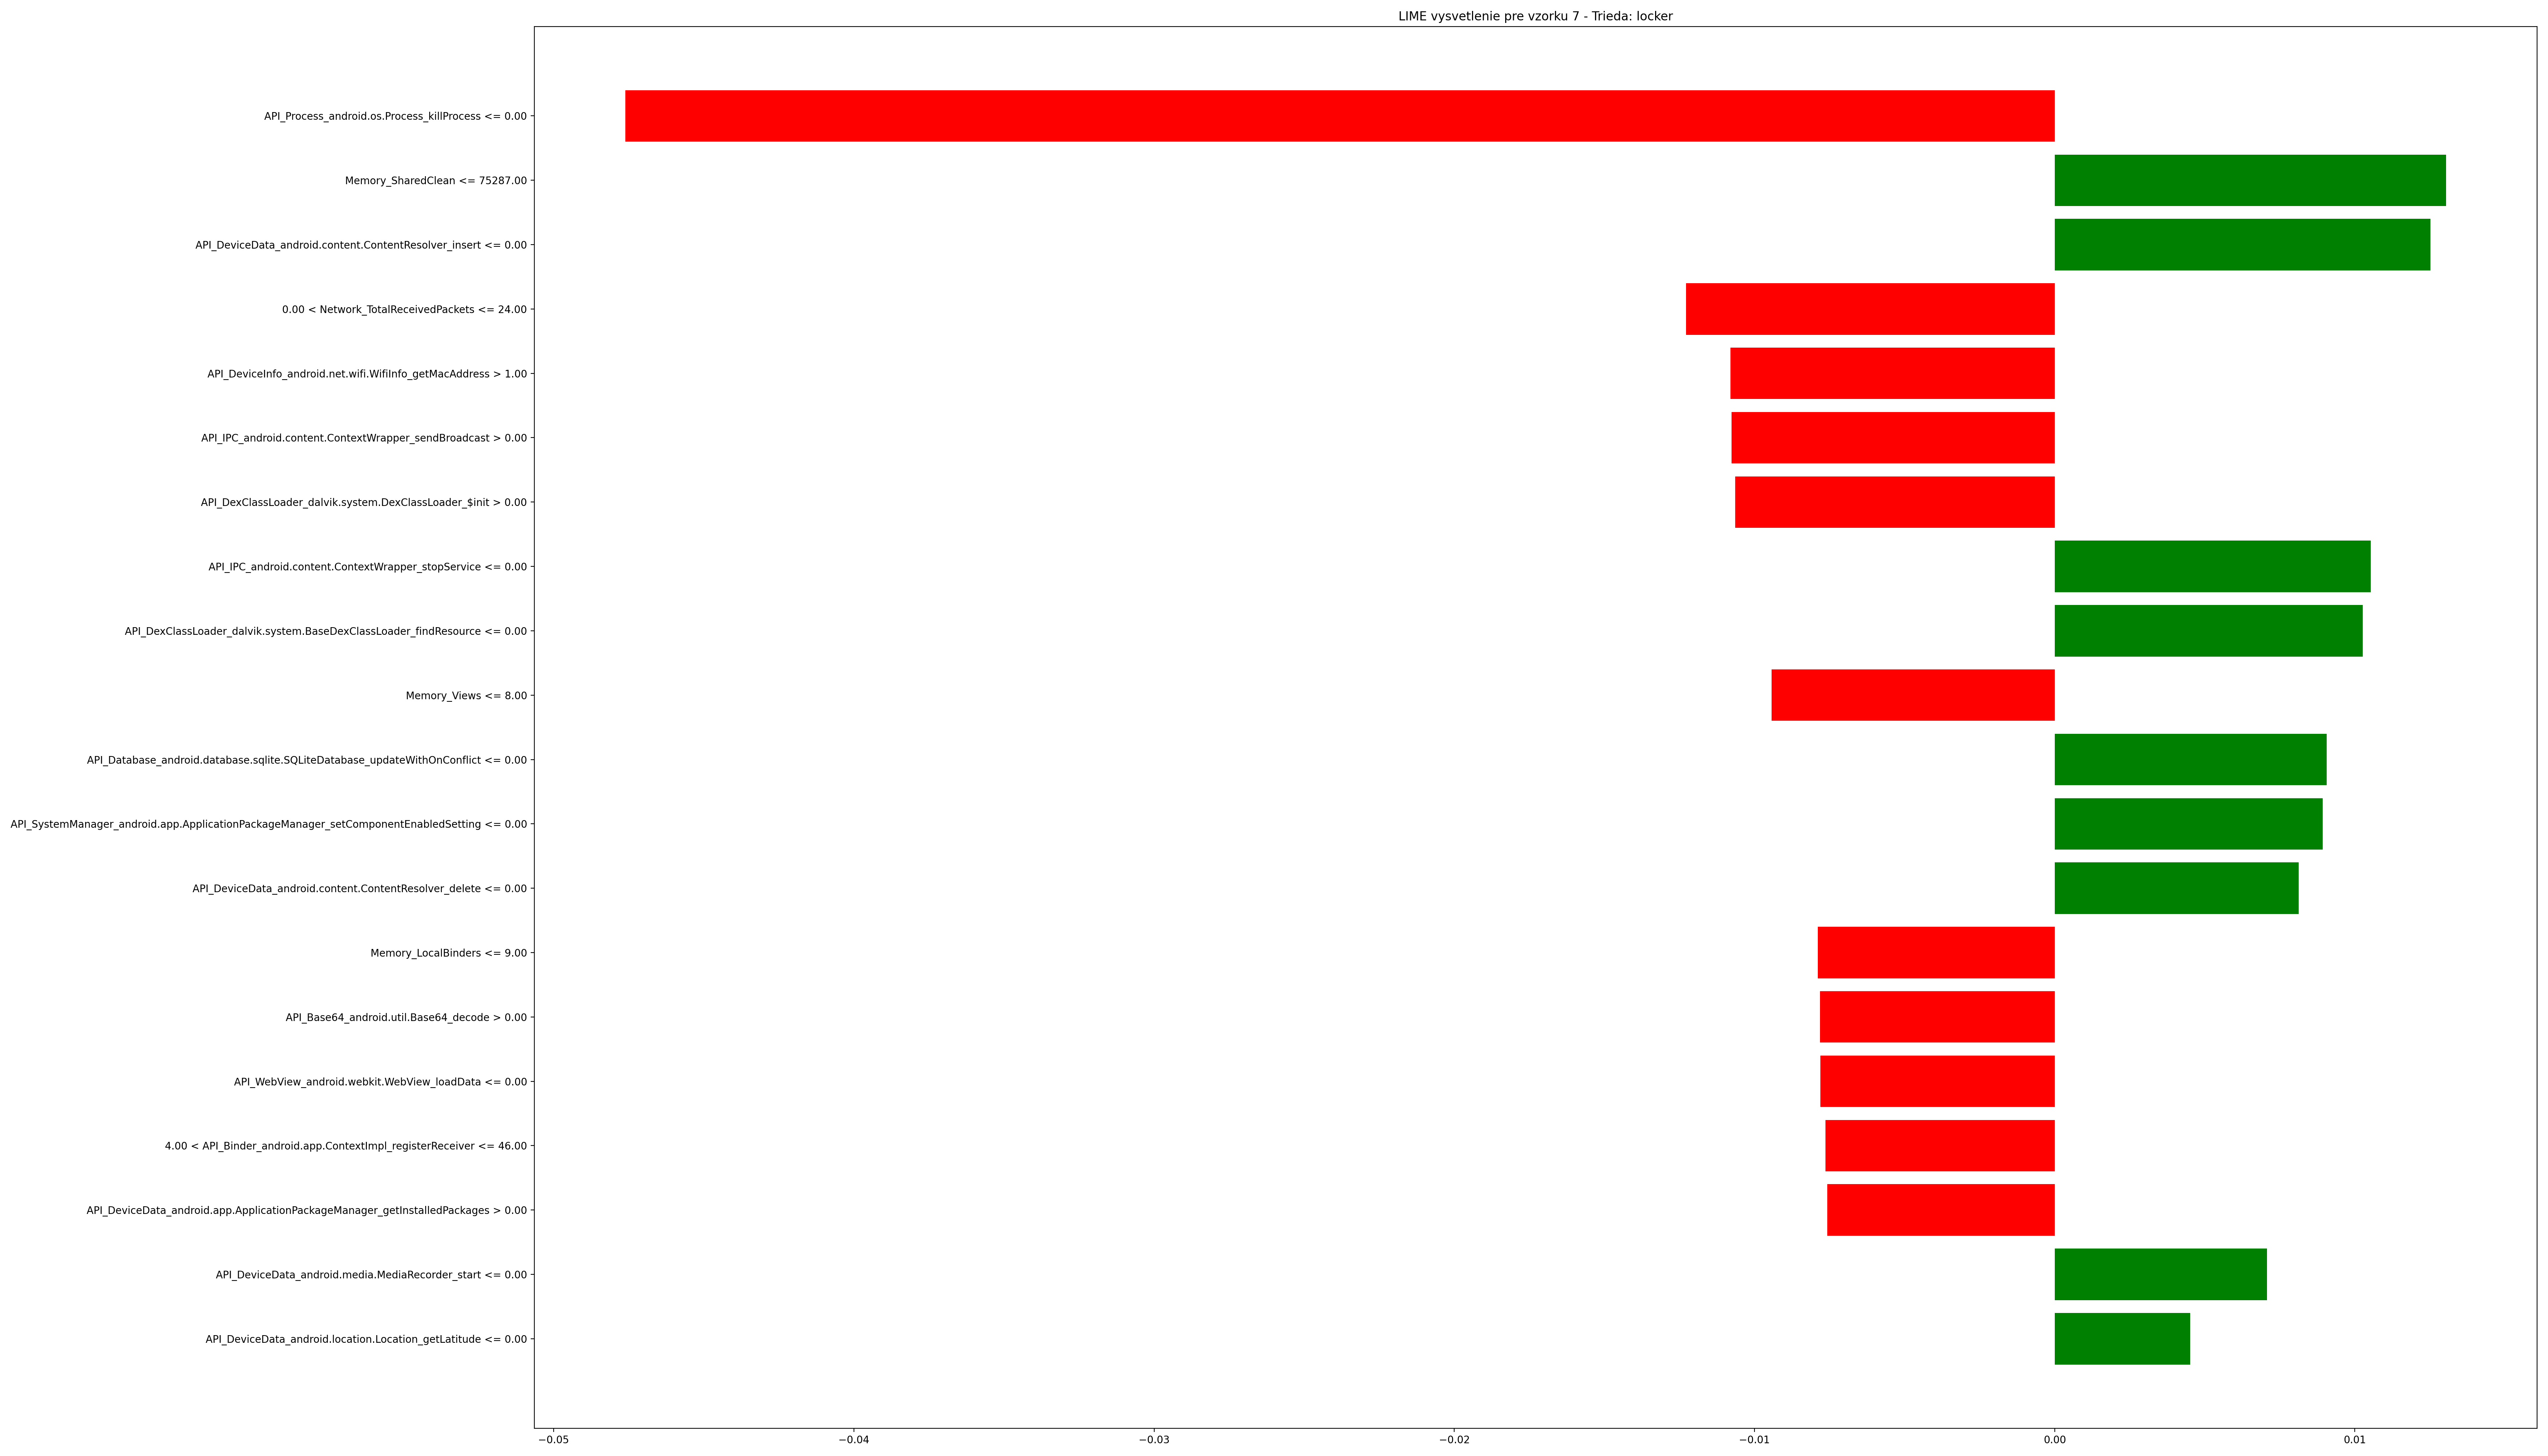 LIME vysvetlenie pre vzorku 7 - Trieda: locker
API_Process_android.os.Process_killProcess <= 0.00
Memory_SharedClean <= 75287.00
API_DeviceData_android.content.ContentResolver_insert <= 0.00
0.00 < Network_TotalReceivedPackets <= 24.00
API_DeviceInfo_android.net.wifi.WifiInfo_getMacAddress > 1.00
API_IPC_android.content.ContextWrapper_sendBroadcast > 0.00
API_DexClassLoader_dalvik.system.DexClassLoader_$init > 0.00
API_IPC_android.content.ContextWrapper_stopService <= 0.00
API_DexClassLoader_dalvik.system.BaseDexClassLoader_findResource <= 0.00
Memory_Views <= 8.00
API_Database_android.database.sqlite.SQLiteDatabase_updateWithOnConflict <= 0.00
API_SystemManager_android.app.ApplicationPackageManager_setComponentEnabledSetting <= 0.00
API_DeviceData_android.content.ContentResolver_delete <= 0.00
Memory_LocalBinders <= 9.00
API_Base64_android.util.Base64_decode > 0.00
API_WebView_android.webkit.WebView_loadData <= 0.00
4.00 < API_Binder_android.app.ContextImpl_registerReceiver <= 46.00
API_DeviceData_android.app.ApplicationPackageManager_getInstalledPackages > 0.00
API_DeviceData_android.media.MediaRecorder_start <= 0.00
API_DeviceData_android.location.Location_getLatitude <= 0.00
−0.05 −0.04 −0.03 −0.02 −0.01 0.00 0.01